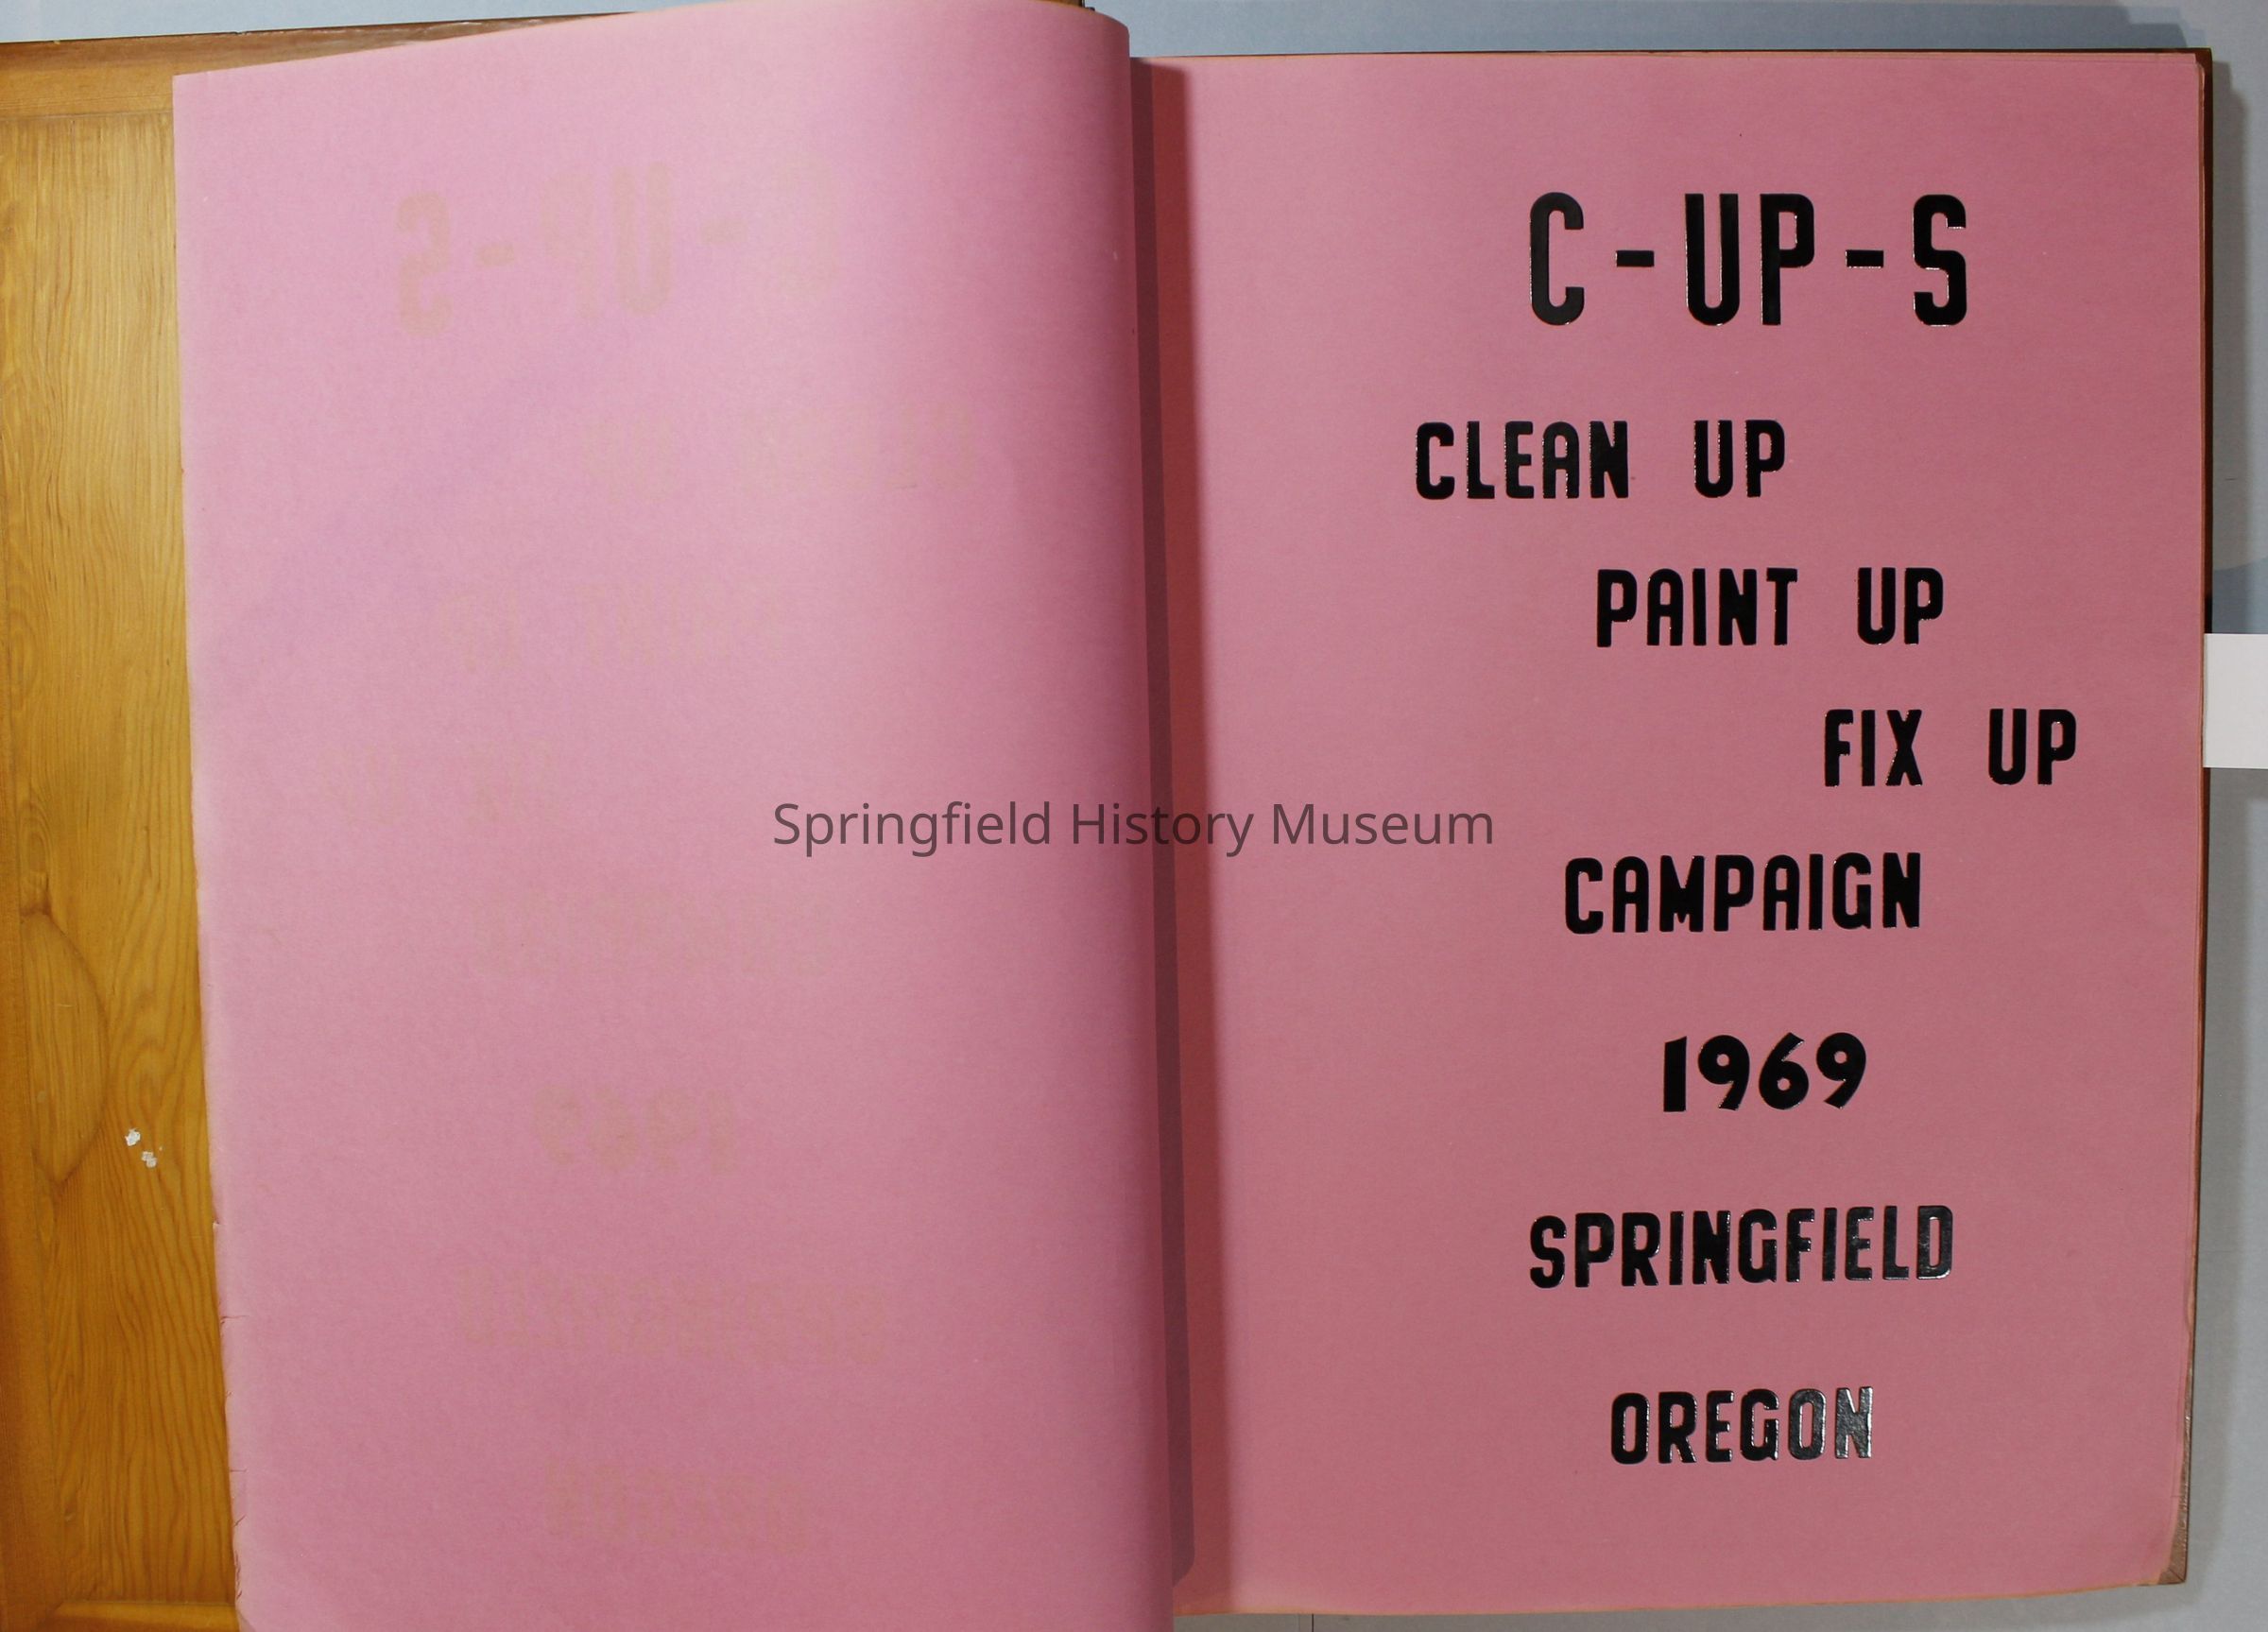 C-UP-S
CLEAN UP
PAINT UP
FIX UP
Springfield History Museum
CAMPAIGN
1969
SPRINGFIELD
OREGON